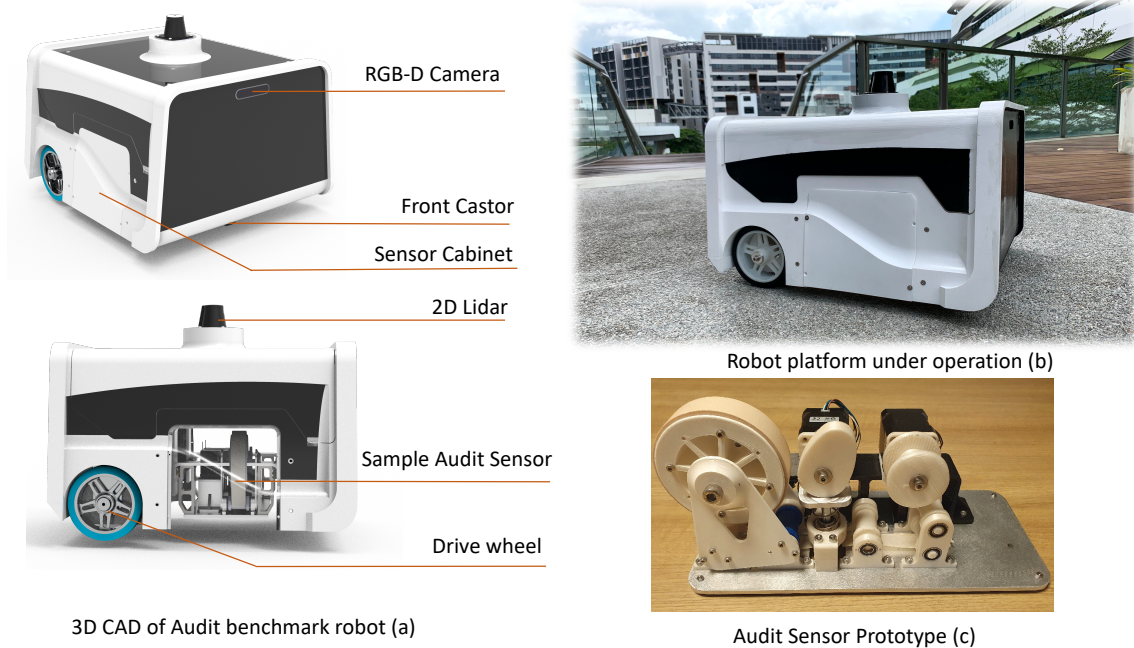 RGB-D Camera
Front Castor
Sensor Cabinet
2D Lidar
Sample Audit Sensor
Drive wheel
3D CAD of Audit benchmark robot (a)
Robot platform under operation (b)
Audit Sensor Prototype (c)